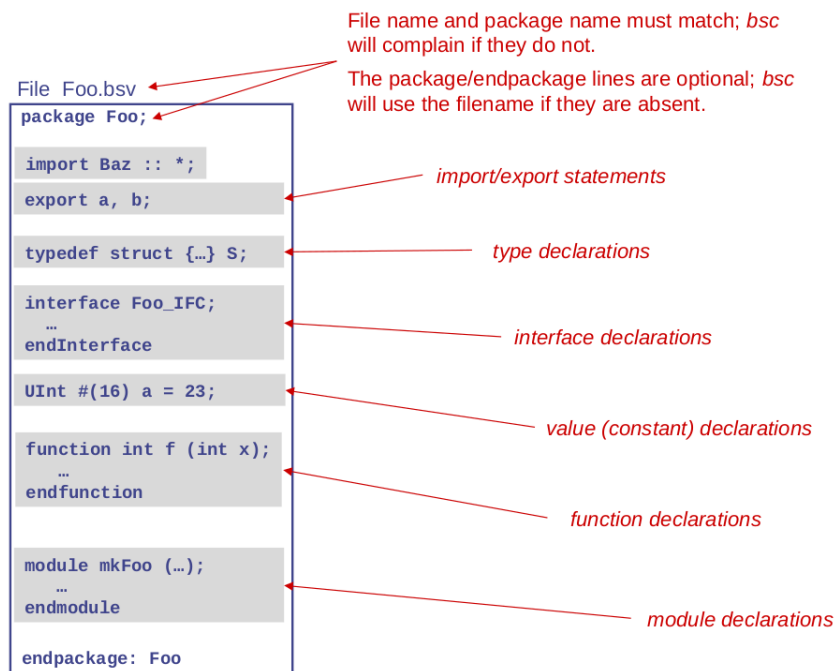 File name and package name must match; bsc
will complain if they do not.
The package/endpackage lines are optional; bsc
will use the filename if they are absent.
File Foo.bsv
package Foo;
import Baz :: *;
export a, b;
import/export statements
typedef struct {…} S;
type declarations
interface Foo_IFC;
…
endInterface
interface declarations
UInt #(16) a = 23;
value (constant) declarations
function int f (int x);
…
endfunction
function declarations
module mkFoo (…);
…
endmodule
module declarations
endpackage: Foo